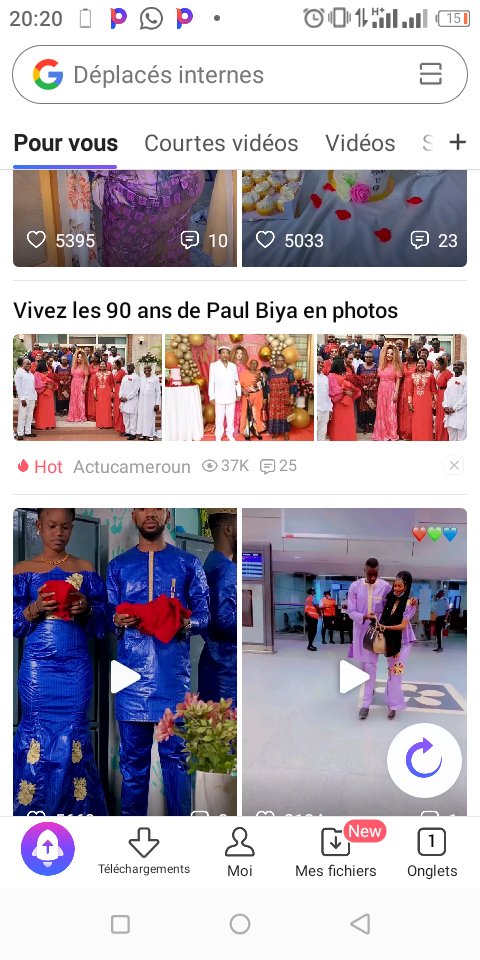 20:20
H+
15
Déplacés internes
Pour vous
Courtes vidéos
Vidéos
S
5395
10
5033
23
Vivez les 90 ans de Paul Biya en photos
Hot Actucameroun 37K 25
New
Téléchargements
Moi
Mes fichiers
1
Onglets